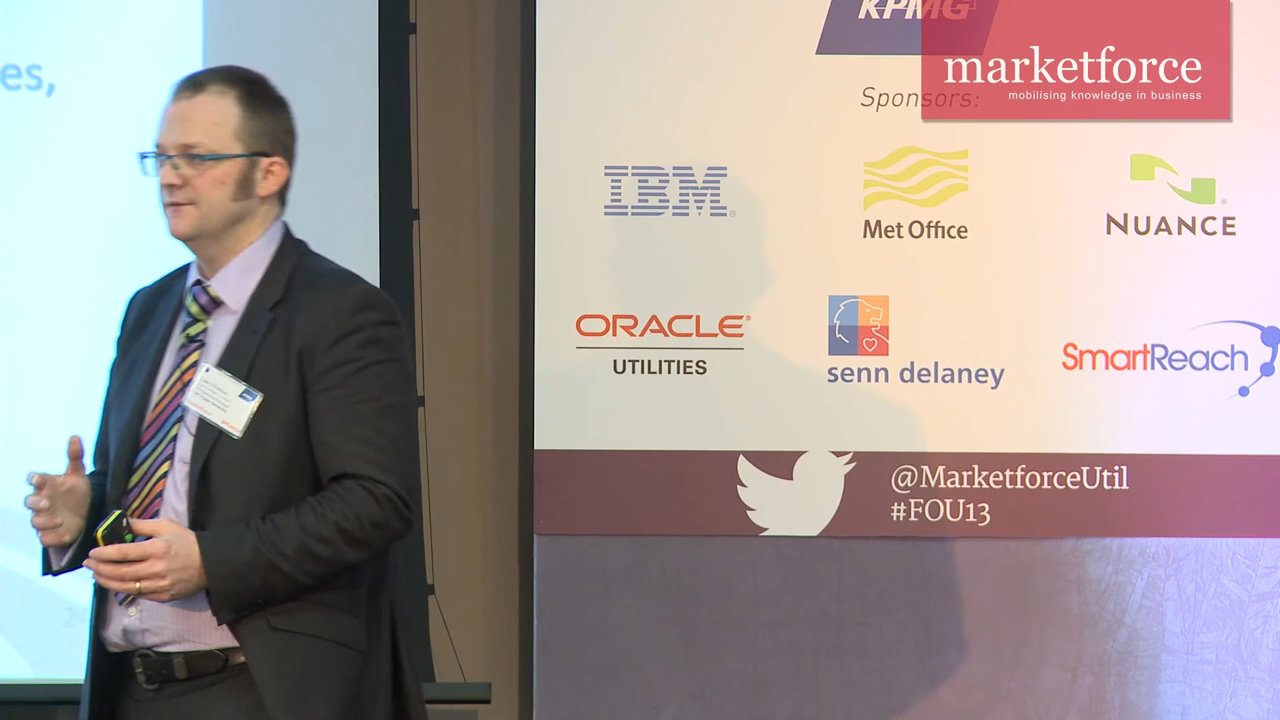 es,
KPMG
marketforce
mobilising knowledge in business
Sponsors:
IBM
Met Office
NUANCE
ORACLE
UTILITIES
senn delaney
SmartReach
@MarketforceUtil
#FOU13